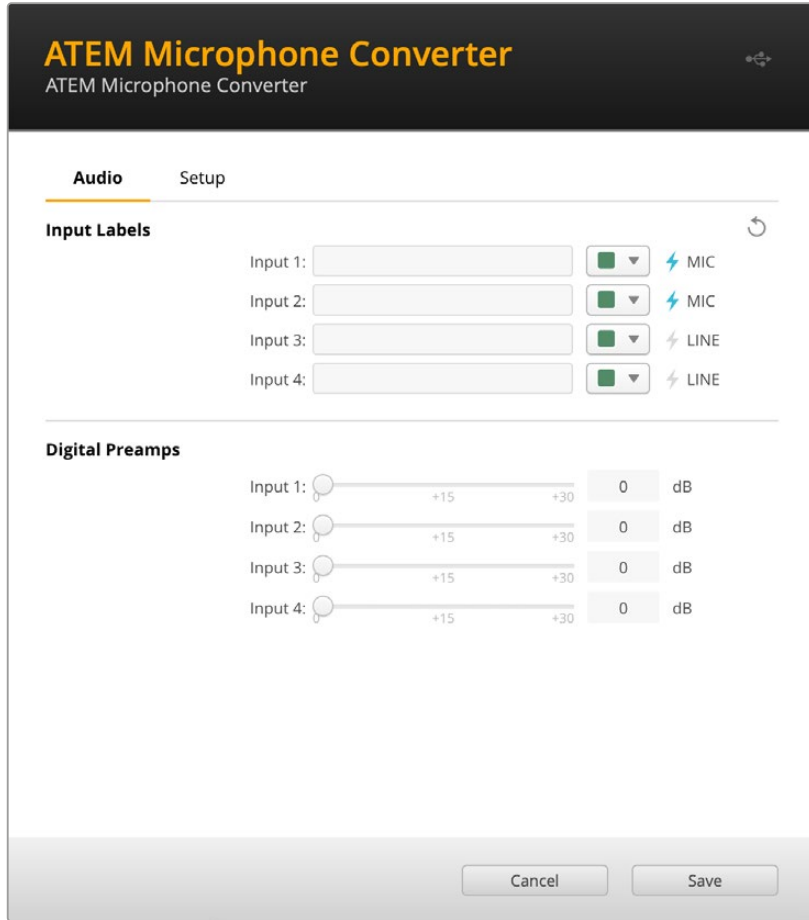 ATEM Microphone Converter
ATEM Microphone Converter
Audio Setup
Input Labels
Input 1: MIC
Input 2: MIC
Input 3: LINE
Input 4: LINE
Digital Preamps
Input 1: 0 dB
0 +15 +30
Input 2: 0 dB
0 +15 +30
Input 3: 0 dB
0 +15 +30
Input 4: 0 dB
0 +15 +30
Cancel Save